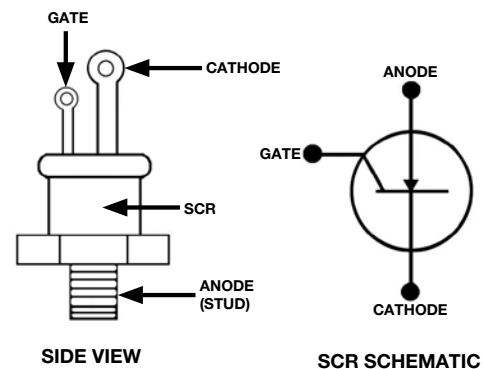 GATE
CATHODE
SCR
ANODE
(STUD)
SIDE VIEW
ANODE
GATE
CATHODE
SCR SCHEMATIC